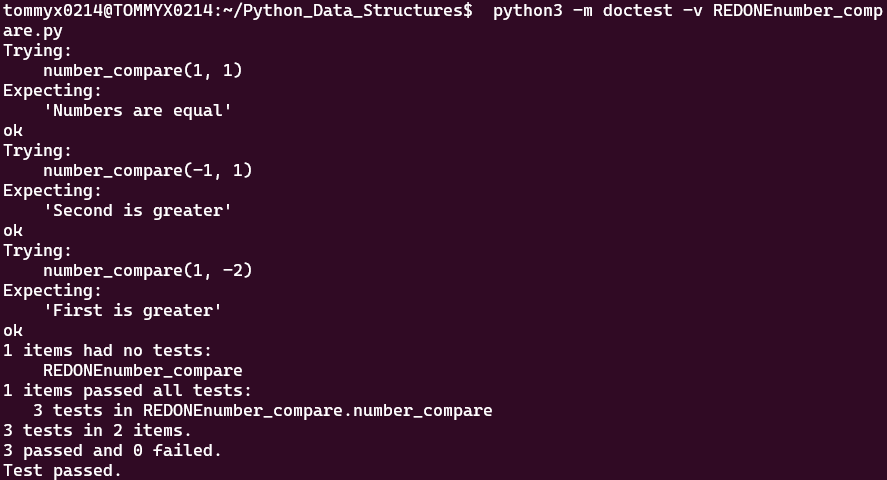 tommyx0214@TOMMYX0214:~/Python_Data_Structures$  python3 -m doctest -v REDONEnumber_comp
are.py
Trying:
    number_compare(1, 1)
Expecting:
    'Numbers are equal'
ok
Trying:
    number_compare(-1, 1)
Expecting:
    'Second is greater'
ok
Trying:
    number_compare(1, -2)
Expecting:
    'First is greater'
ok
1 items had no tests:
    REDONEnumber_compare
1 items passed all tests:
   3 tests in REDONEnumber_compare.number_compare
3 tests in 2 items.
3 passed and 0 failed.
Test passed.